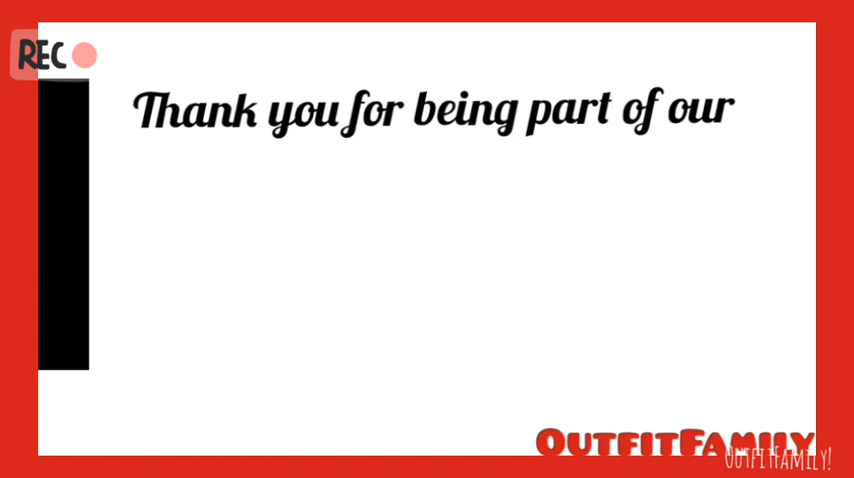 REC
Thank you for being part of our
OUTFITFAMILY
OUTFITFAMILY!